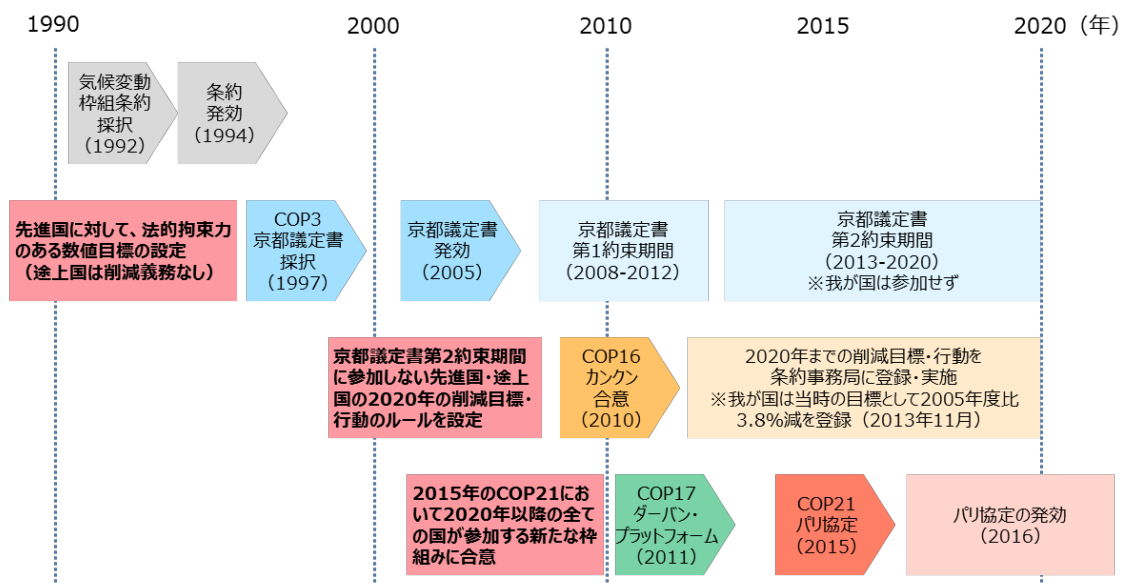 1990
2000
2010
2015
2020（年）
気候変動
枠組条約
採択
（1992）
条約
発効
（1994）
先進国に対して、法的拘束力
のある数値目標の設定
（途上国は削減義務なし）
COP3
京都議定書
採択
（1997）
京都議定書
発効
（2005）
京都議定書
第1約束期間
（2008-2012）
京都議定書
第2約束期間
（2013-2020）
※我が国は参加せず
京都議定書第2約束期間
に参加しない先進国・途上
国の2020年の削減目標・
行動のルールを設定
COP16
カンクン
合意
（2010）
2020年までの削減目標・行動を
条約事務局に登録・実施
※我が国は当時の目標として2005年度比
3.8%減を登録（2013年11月）
2015年のCOP21にお
いて2020年以降の全て
の国が参加する新たな枠
組みに合意
COP17
ダーバン・
プラットフォーム
（2011）
COP21
パリ協定
（2015）
パリ協定の発効
（2016）